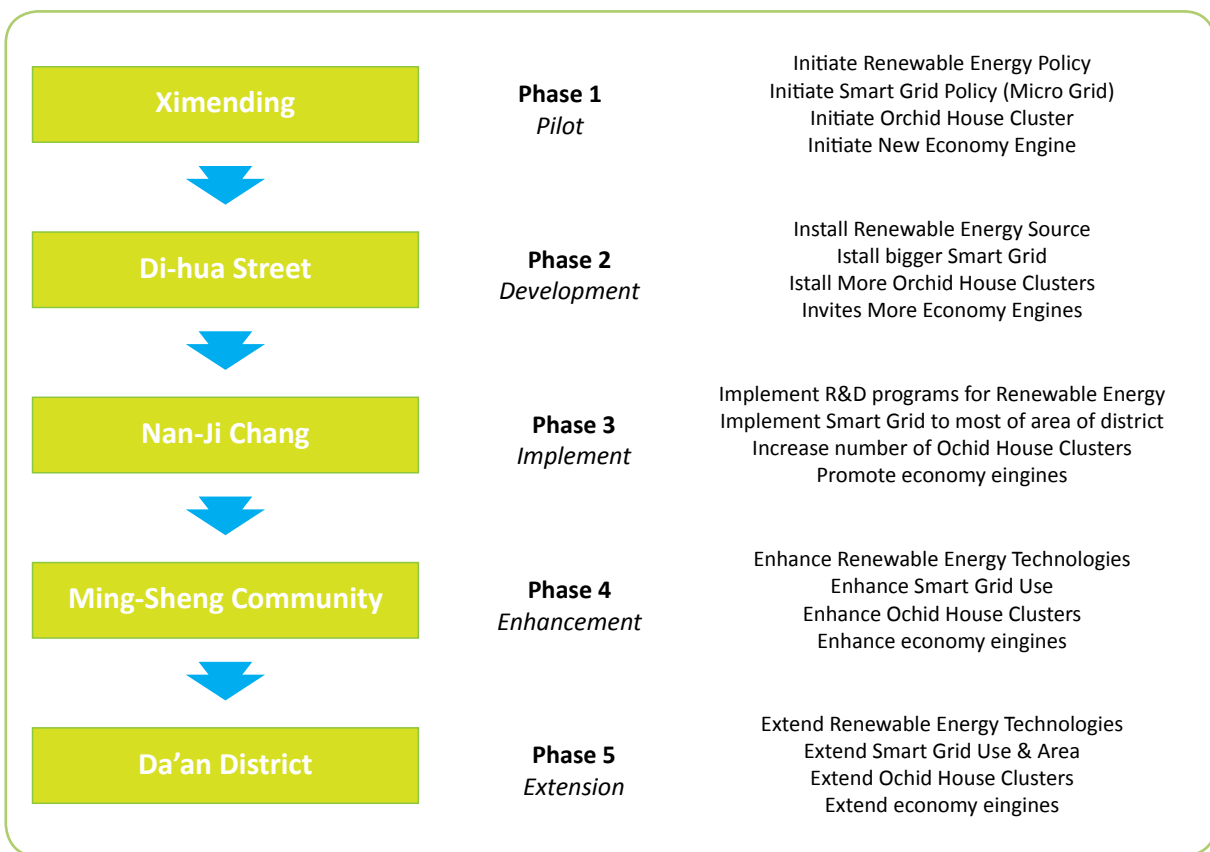 Ximending
Phase 1
Pilot
Initiate Renewable Energy Policy
Initiate Smart Grid Policy (Micro Grid)
Initiate Orchid House Cluster
Initiate New Economy Engine
Di-hua Street
Phase 2
Development
Install Renewable Energy Source
Istall bigger Smart Grid
Istall More Orchid House Clusters
Invites More Economy Engines
Nan-Ji Chang
Phase 3
Implement
Implement R&D programs for Renewable Energy
Implement Smart Grid to most of area of district
Increase number of Ochid House Clusters
Promote economy eingines
Ming-Sheng Community
Phase 4
Enhancement
Enhance Renewable Energy Technologies
Enhance Smart Grid Use
Enhance Ochid House Clusters
Enhance economy eingines
Da’an District
Phase 5
Extension
Extend Renewable Energy Technologies
Extend Smart Grid Use & Area
Extend Ochid House Clusters
Extend economy eingines